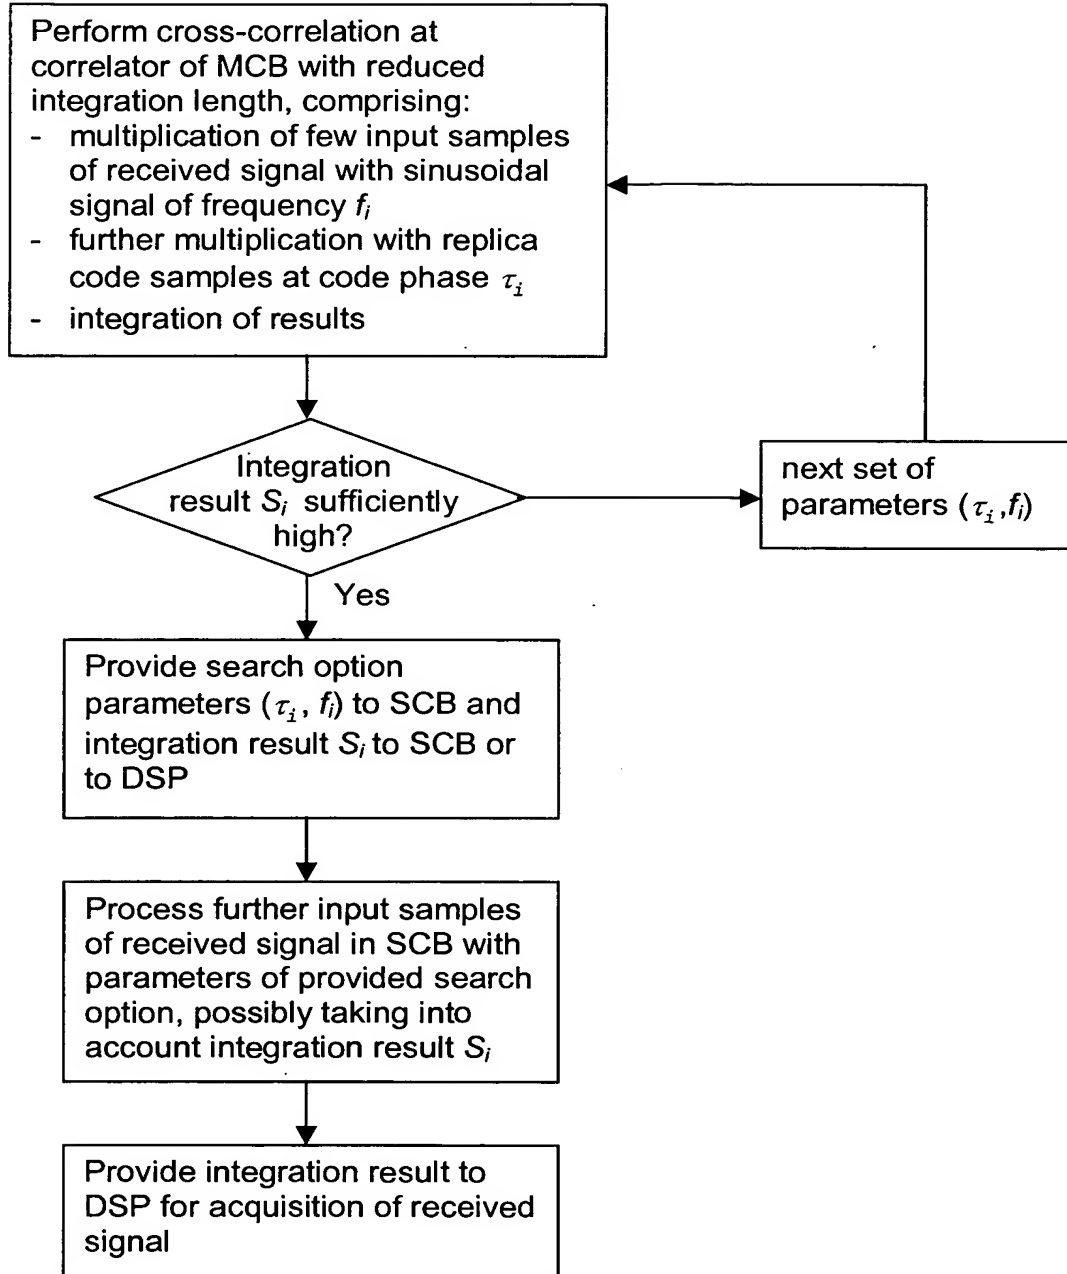 Perform cross-correlation at
correlator of MCB with reduced
integration length, comprising:
- multiplication of few input samples
of received signal with sinusoidal
signal of frequency fi
- further multiplication with replica
code samples at code phase τi
- integration of results
Integration
result Si sufficiently
high?
next set of
parameters (τi,fi)
Yes
Provide search option
parameters (τi, fi) to SCB and
integration result Si to SCB or
to DSP
Process further input samples
of received signal in SCB with
parameters of provided search
option, possibly taking into
account integration result Si
Provide integration result to
DSP for acquisition of received
signal